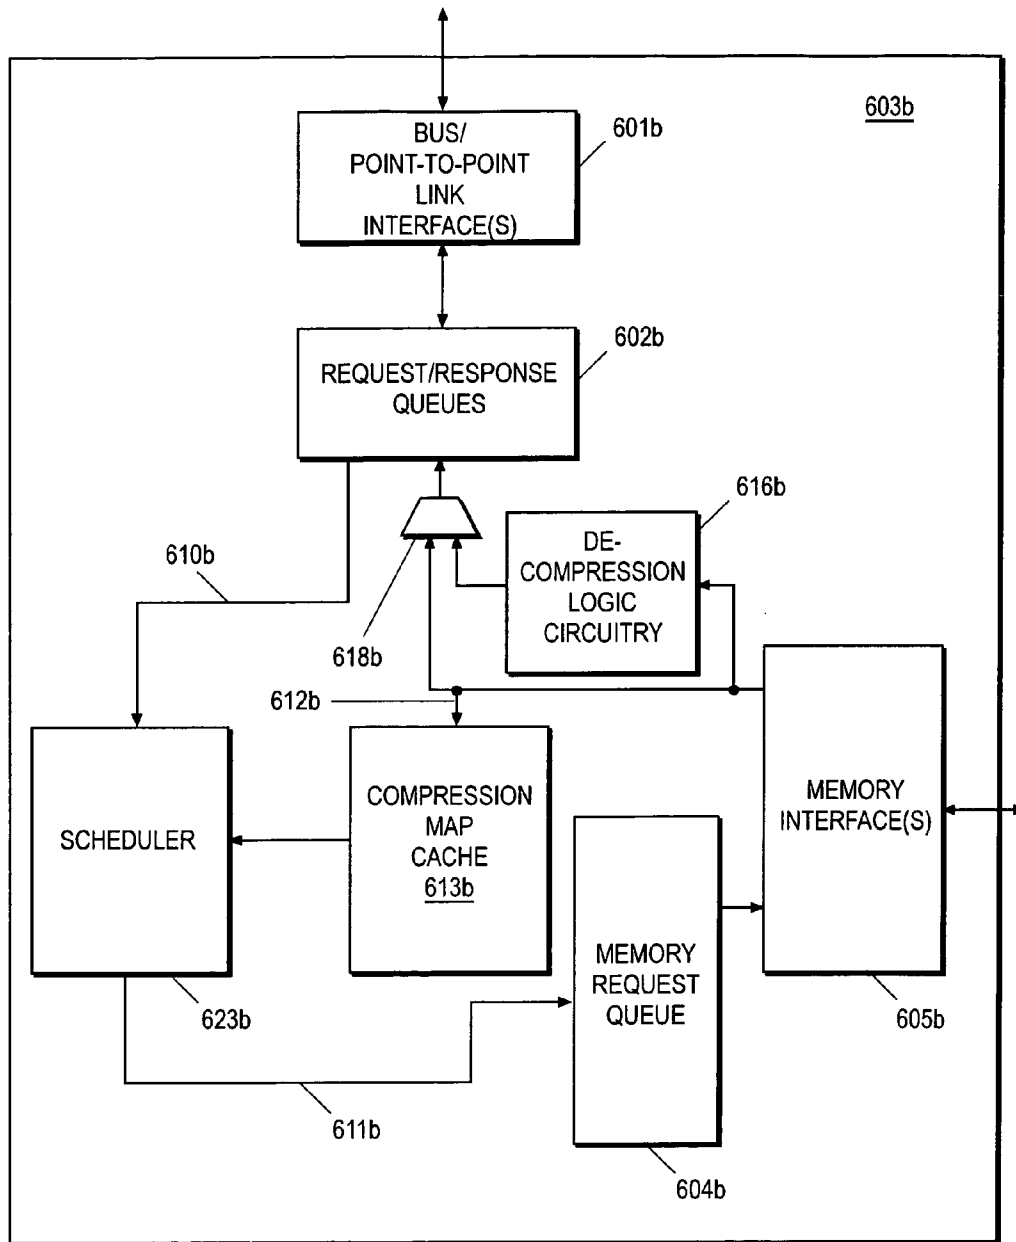 603b
BUS/
POINT-TO-POINT
LINK
INTERFACE(S)
601b
602b
REQUEST/RESPONSE
QUEUES
616b
DE-
COMPRESSION
LOGIC
CIRCUITRY
610b
618b
612b
SCHEDULER
COMPRESSION
MAP
CACHE
613b
MEMORY
INTERFACE(S)
MEMORY
REQUEST
QUEUE
623b
605b
611b
604b